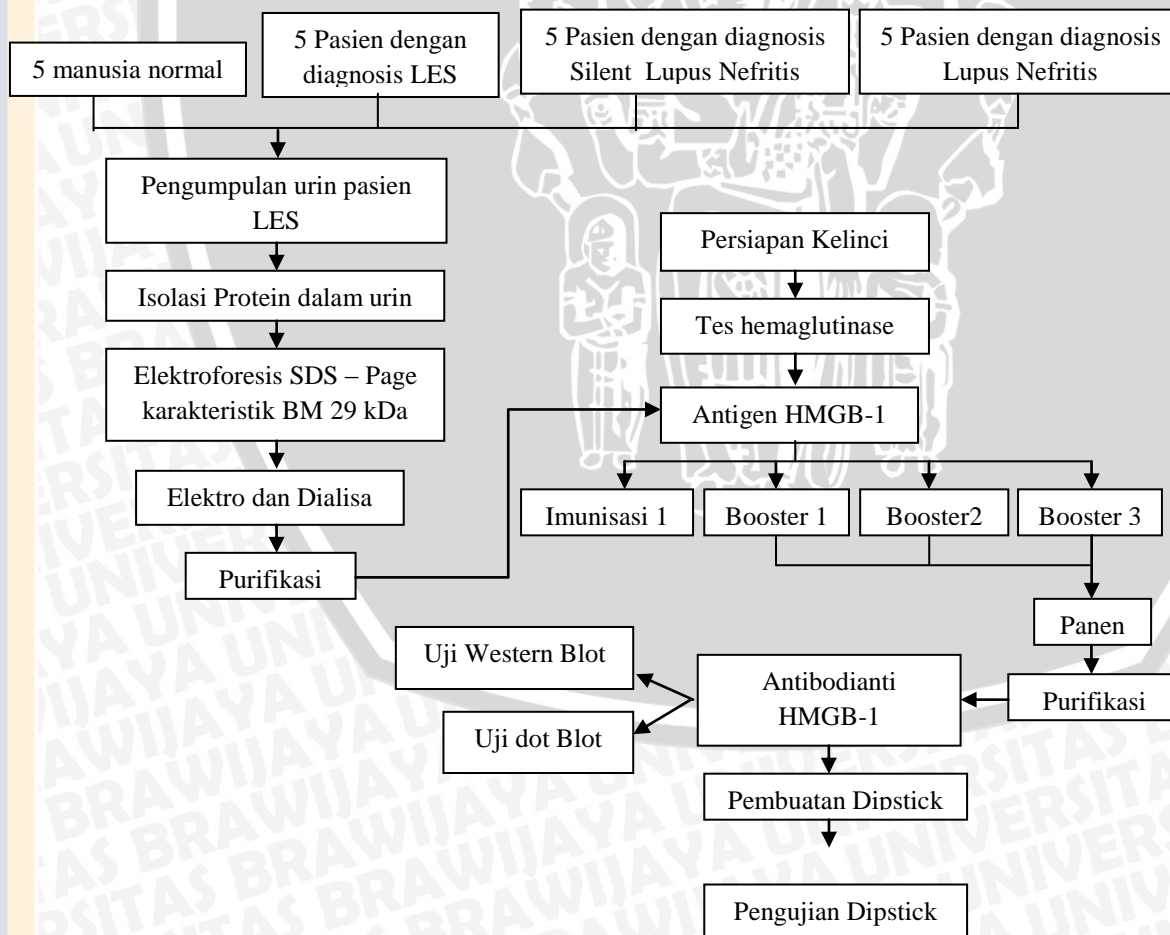 5 manusia normal
5 Pasien dengan
diagnosis LES
5 Pasien dengan diagnosis
Silent Lupus Nefritis
5 Pasien dengan diagnosis
Lupus Nefritis
Pengumpulan urin pasien
LES
Isolasi Protein dalam urin
Elektroforesis SDS – Page
karakteristik BM 29 kDa
Elektro dan Dialisa
Purifikasi
Persiapan Kelinci
Tes hemaglutinase
Antigen HMGB-1
Imunisasi 1
Booster 1
Booster2
Booster 3
Panen
Purifikasi
Antibodianti
HMGB-1
Uji Western Blot
Uji dot Blot
Pembuatan Dipstick
Pengujian Dipstick